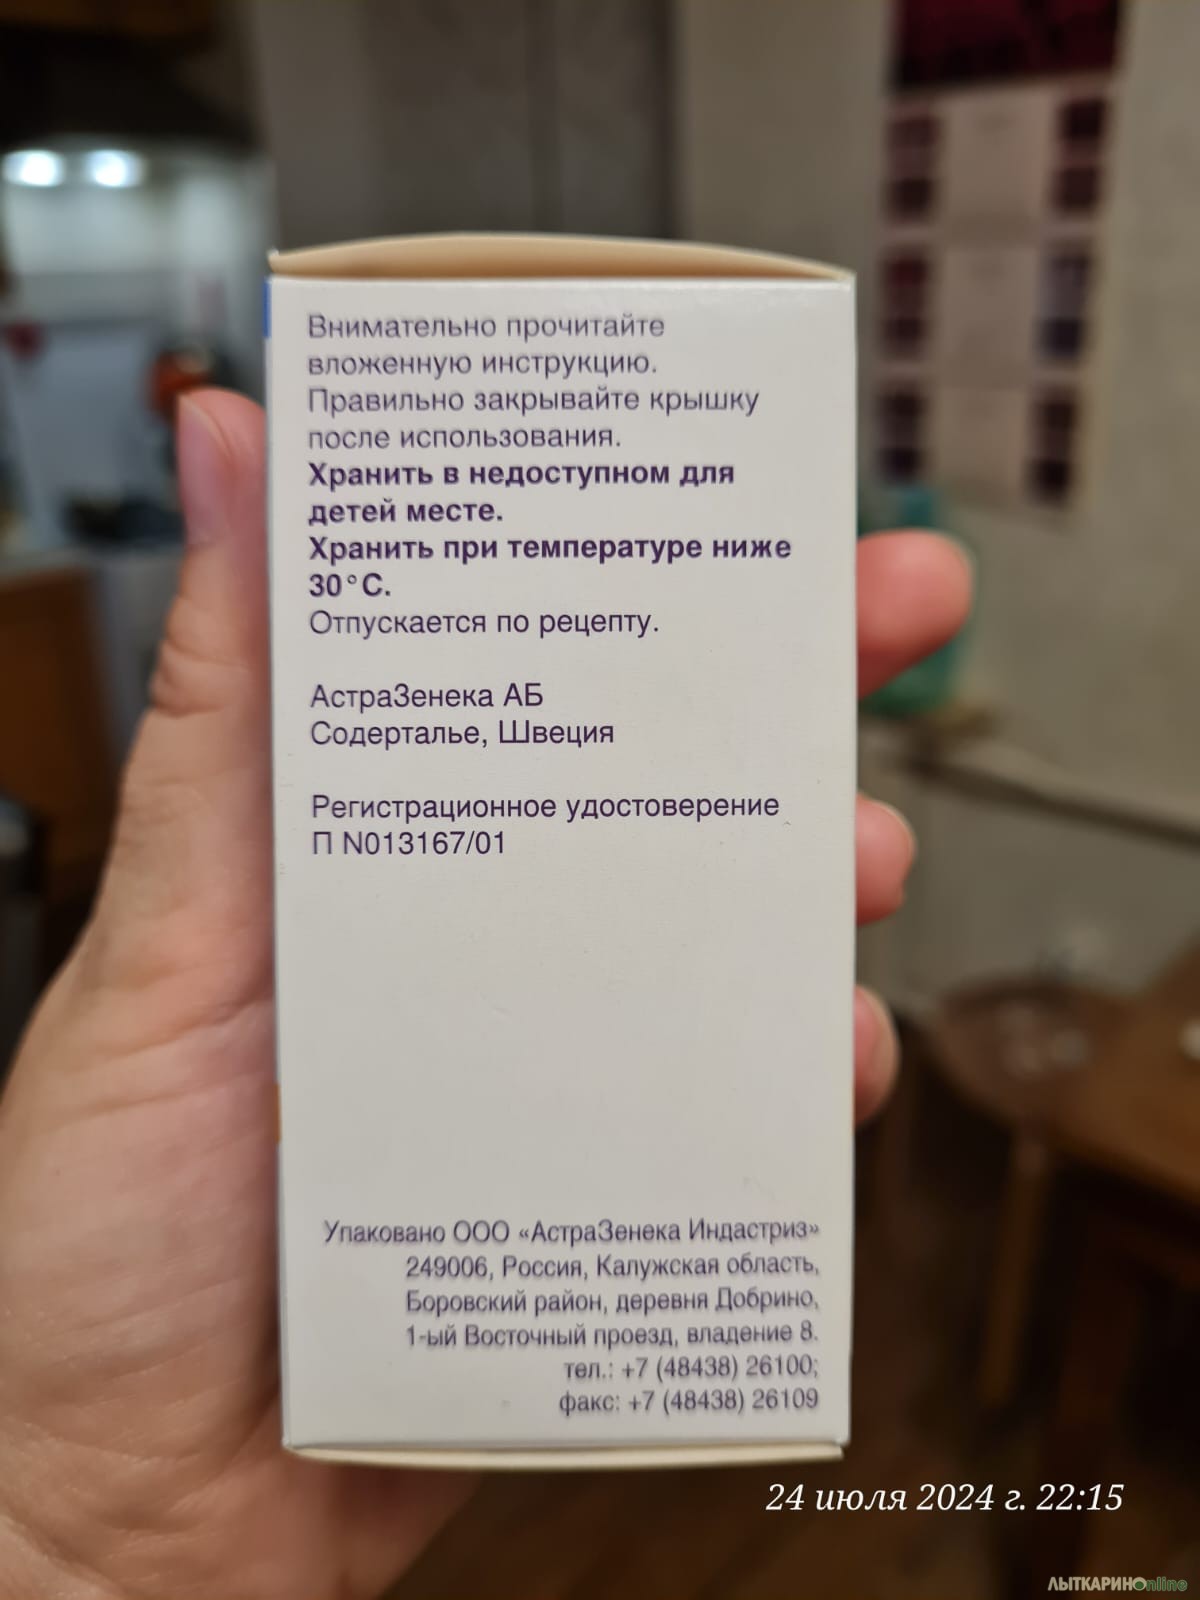 Внимательно прочитайте
вложенную инструкцию.
Правильно закрывайте крышку
после использования.
Хранить в недоступном для
детей месте.
Хранить при температуре ниже
30°С.
Отпускается по рецепту.
АстраЗенека АБ
Содерталье, Швеция
Регистрационное удостоверение
П N013167/01
Упаковано ООО «АстраЗенека Индастриз»
249006, Россия, Калужская область,
Боровский район, деревня Добрино,
1-ый Восточный проезд, владение 8.
тел.: +7 (48438) 26100;
факс: +7 (48438) 26109
24 июля 2024 г. 22:15
ЛЫТКАРИНОonline